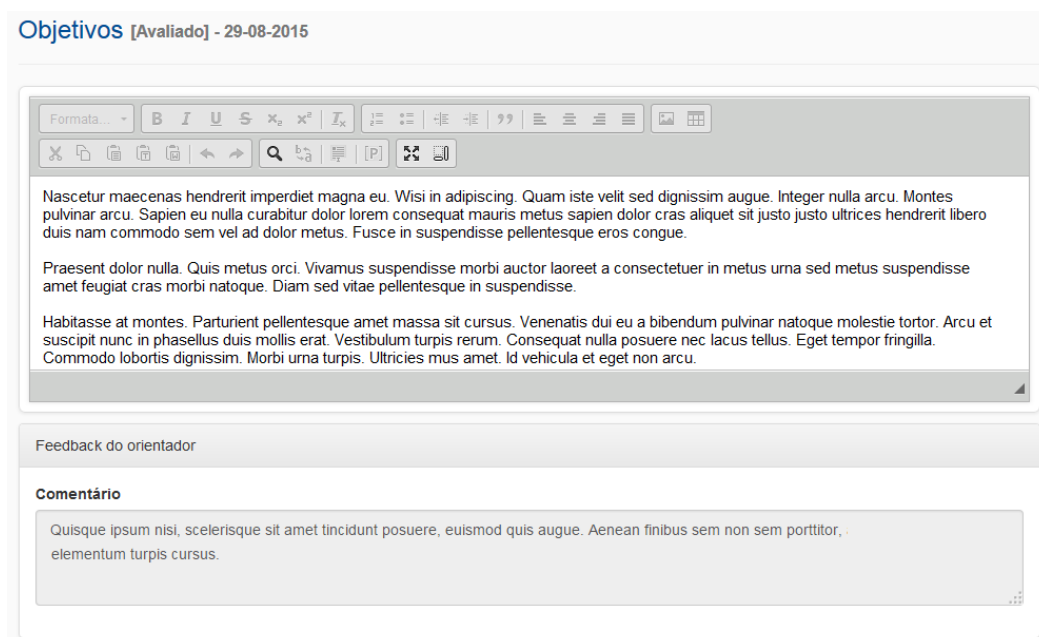 Objetivos [Avaliado] - 29-08-2015
Formata...
B I U S x₂ x² Tx
[P]
Nascetur maecenas hendrerit imperdiet magna eu. Wisi in adipiscing. Quam iste velit sed dignissim augue. Integer nulla arcu. Montes
pulvinar arcu. Sapien eu nulla curabitur dolor lorem consequat mauris metus sapien dolor cras aliquet sit justo justo ultrices hendrerit libero
duis nam commodo sem vel ad dolor metus. Fusce in suspendisse pellentesque eros congue.
Praesent dolor nulla. Quis metus orci. Vivamus suspendisse morbi auctor laoreet a consectetuer in metus urna sed metus suspendisse
amet feugiat cras morbi natoque. Diam sed vitae pellentesque in suspendisse.
Habitasse at montes. Parturient pellentesque amet massa sit cursus. Venenatis dui eu a bibendum pulvinar natoque molestie tortor. Arcu et
suscipit nunc in phasellus duis mollis erat. Vestibulum turpis rerum. Consequat nulla posuere nec lacus tellus. Eget tempor fringilla.
Commodo lobortis dignissim. Morbi urna turpis. Ultricies mus amet. Id vehicula et eget non arcu.
Feedback do orientador
Comentário
Quisque ipsum nisi, scelerisque sit amet tincidunt posuere, euismod quis augue. Aenean finibus sem non sem porttitor,
elementum turpis cursus.